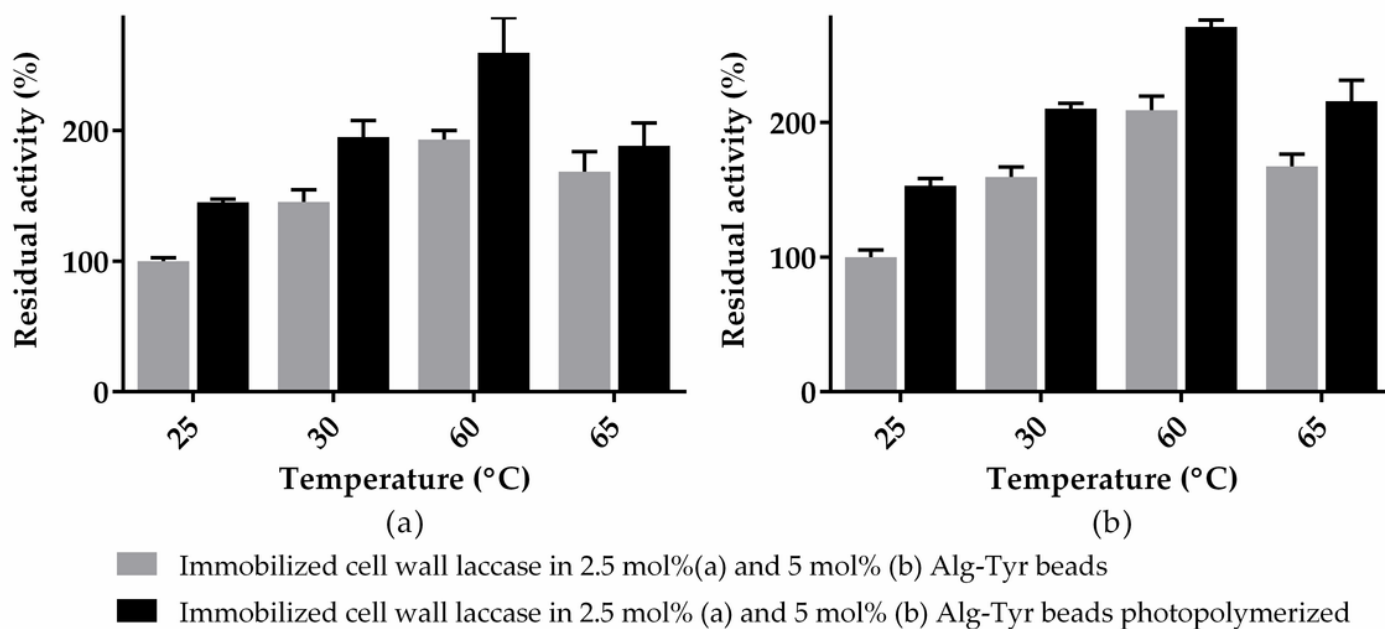 Residual activity (%)
200
100
0
25
30
60
65
Temperature (°C)
(a)
Residual activity (%)
200
100
0
25
30
60
65
Temperature (°C)
(b)
Immobilized cell wall laccase in 2.5 mol%(a) and 5 mol% (b) Alg-Tyr beads
Immobilized cell wall laccase in 2.5 mol% (a) and 5 mol% (b) Alg-Tyr beads photopolymerized